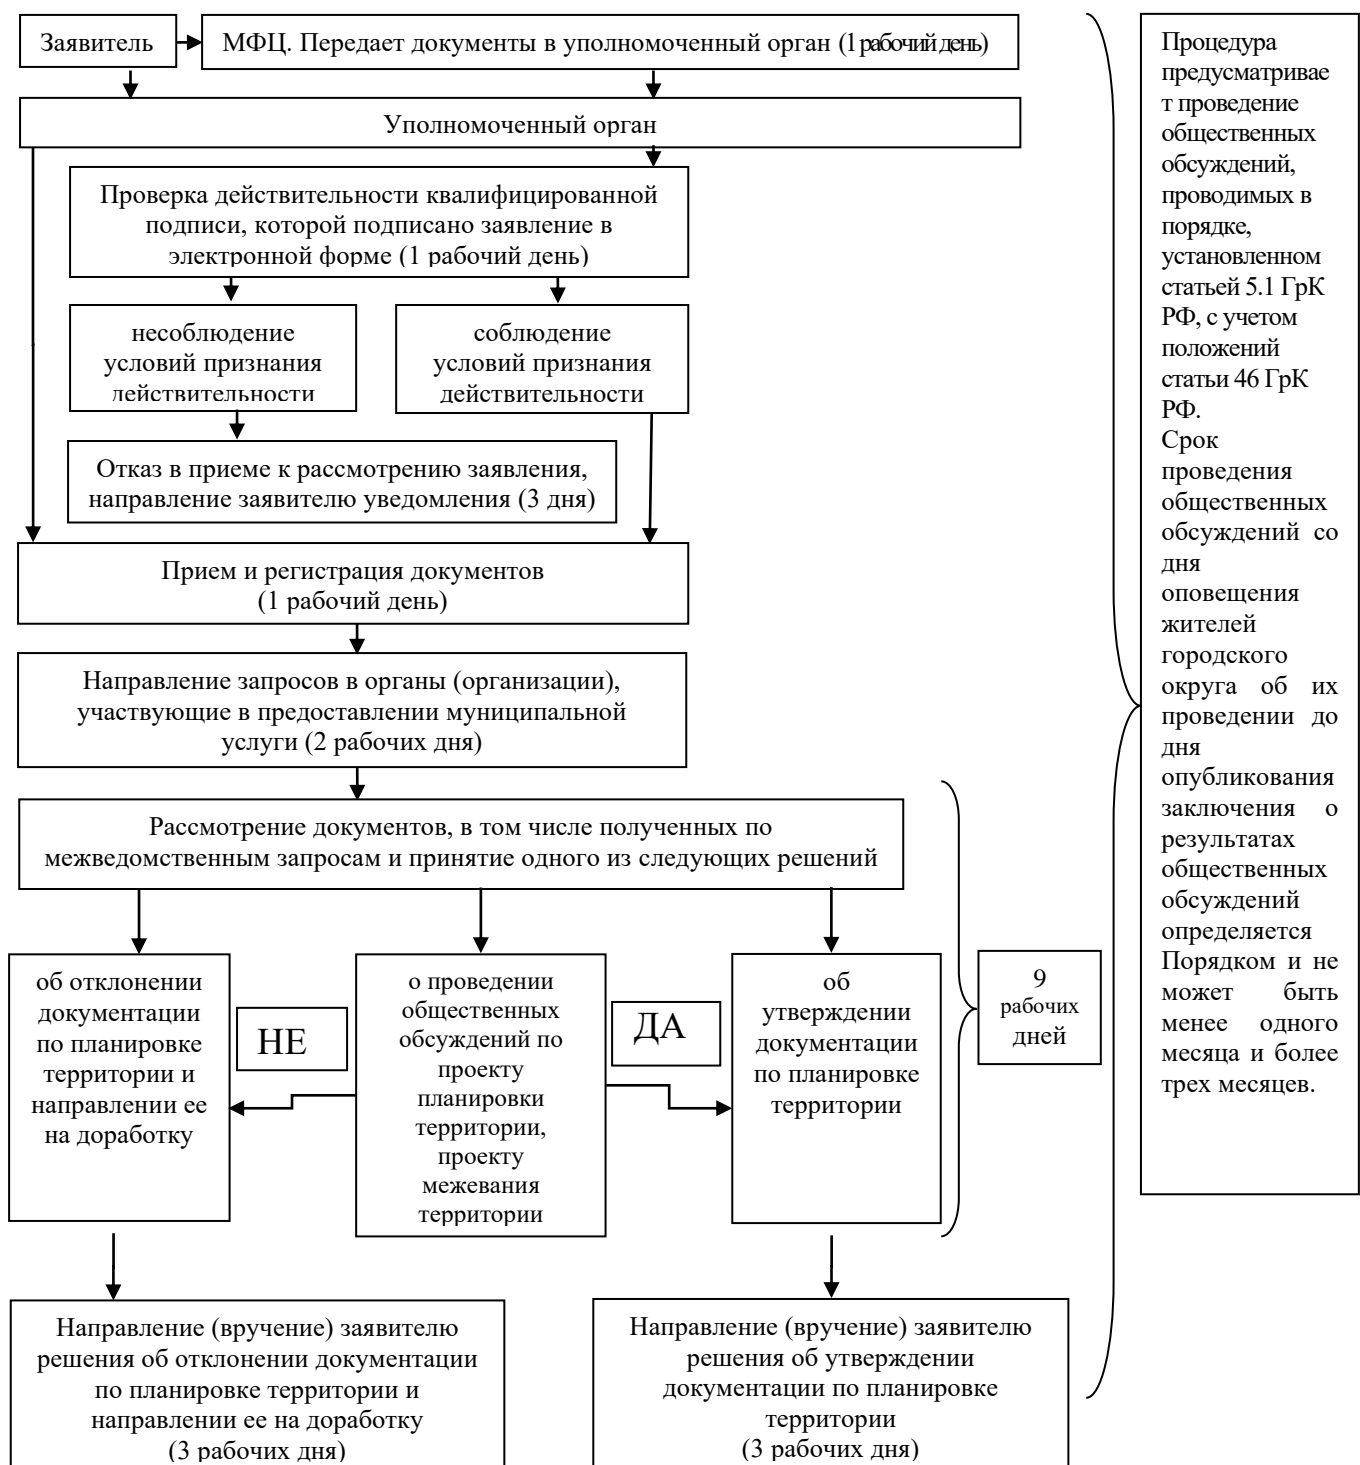 Заявитель
МФЦ. Передает документы в уполномоченный орган (1 рабочий день)
Уполномоченный орган
Проверка действительности квалифицированной
подписи, которой подписано заявление в
электронной форме (1 рабочий день)
несоблюдение
условий признания
действительности
соблюдение
условий признания
действительности
Отказ в приеме к рассмотрению заявления,
направление заявителю уведомления (3 дня)
Прием и регистрация документов
(1 рабочий день)
Направление запросов в органы (организации),
участвующие в предоставлении муниципальной
услуги (2 рабочих дня)
Рассмотрение документов, в том числе полученных по
межведомственным запросам и принятие одного из следующих решений
об отклонении
документации
по планировке
территории и
направлении ее
на доработку
НЕ
о проведении
общественных
обсуждений по
проекту
планировки
территории,
проекту
межевания
территории
ДА
об
утверждении
документации
по планировке
территории
9
рабочих
дней
Направление (вручение) заявителю
решения об отклонении документации
по планировке территории и
направлении ее на доработку
(3 рабочих дня)
Направление (вручение) заявителю
решения об утверждении
документации по планировке
территории
(3 рабочих дня)
Процедура
предусматривае
т проведение
общественных
обсуждений,
проводимых в
порядке,
установленном
статьей 5.1 ГрК
РФ, с учетом
положений
статьи 46 ГрК
РФ.
Срок
проведения
общественных
обсуждений со
дня
оповещения
жителей
городского
округа об их
проведении до
дня
опубликования
заключения о
результатах
общественных
обсуждений
определяется
Порядком и не
может быть
менее одного
месяца и более
трех месяцев.